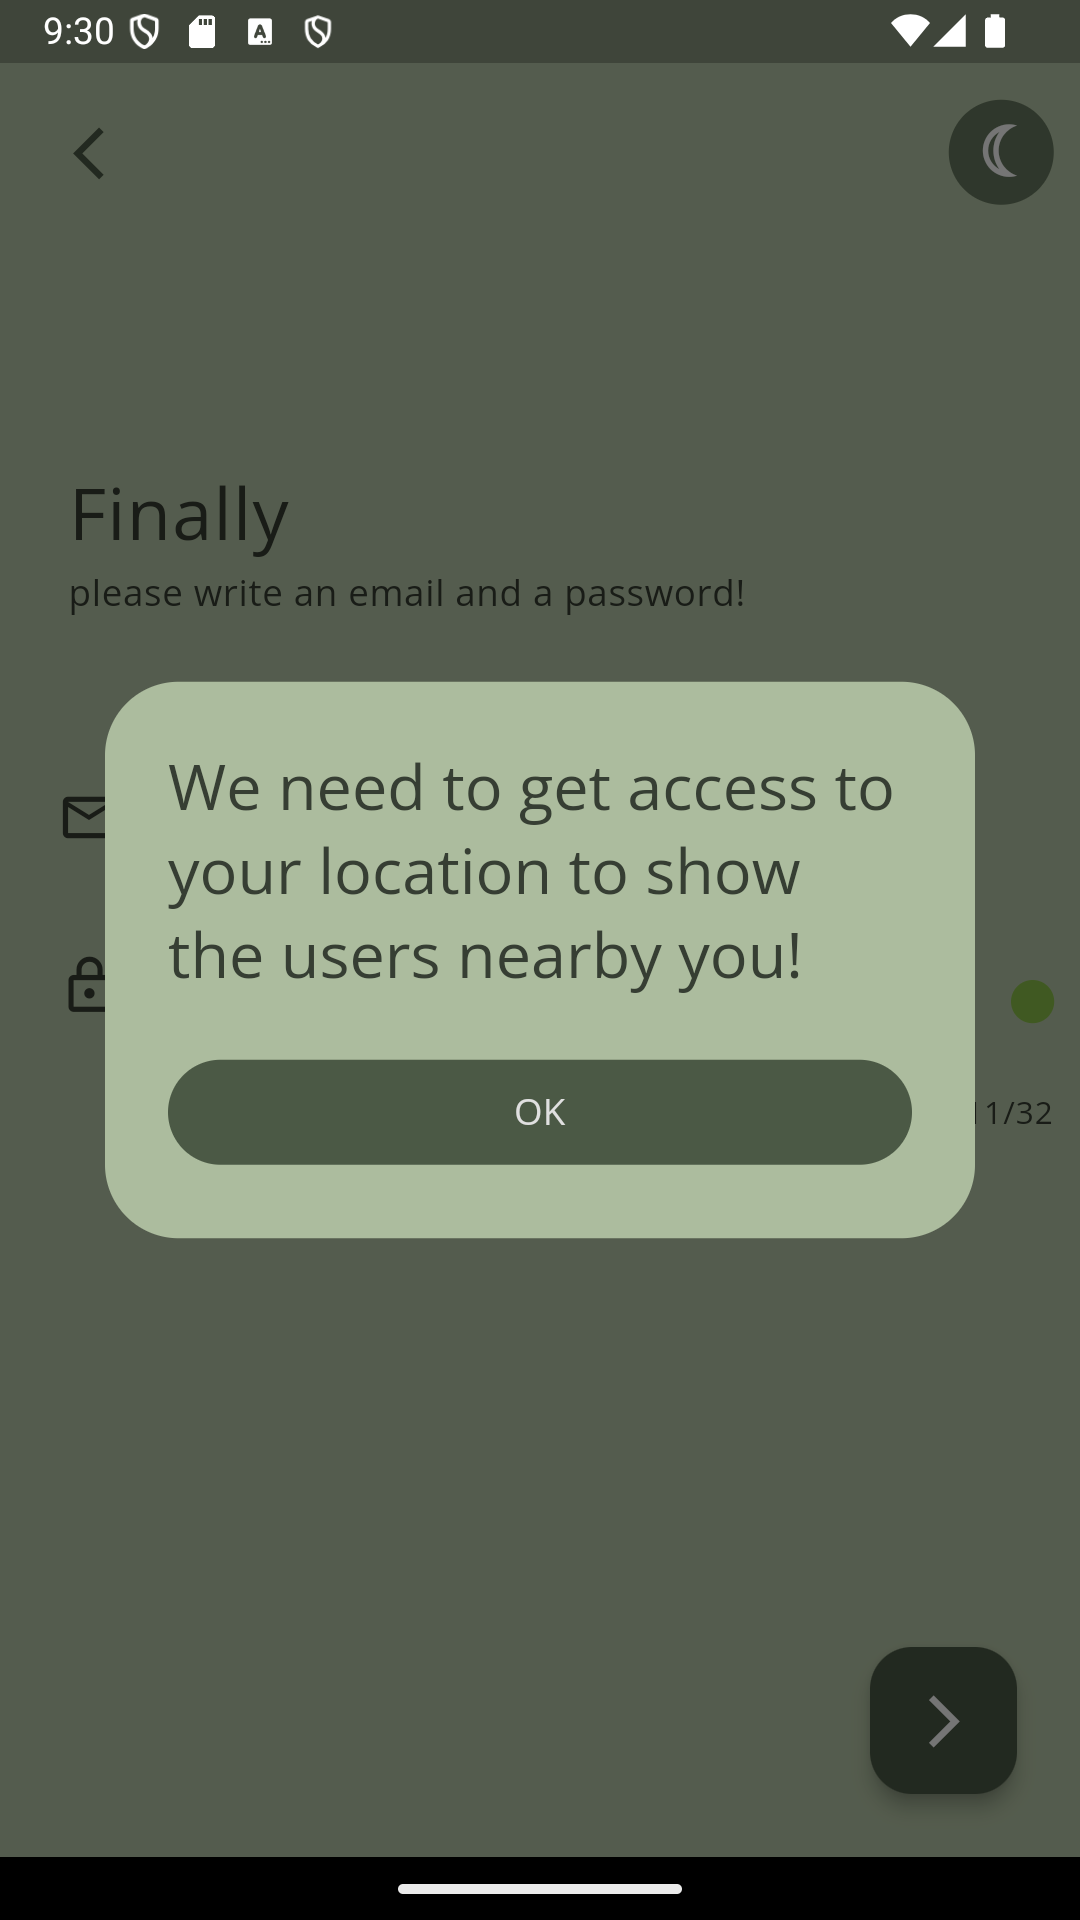 9:30
Finally
please write an email and a password!
We need to get access to
your location to show
the users nearby you!
OK
11/32